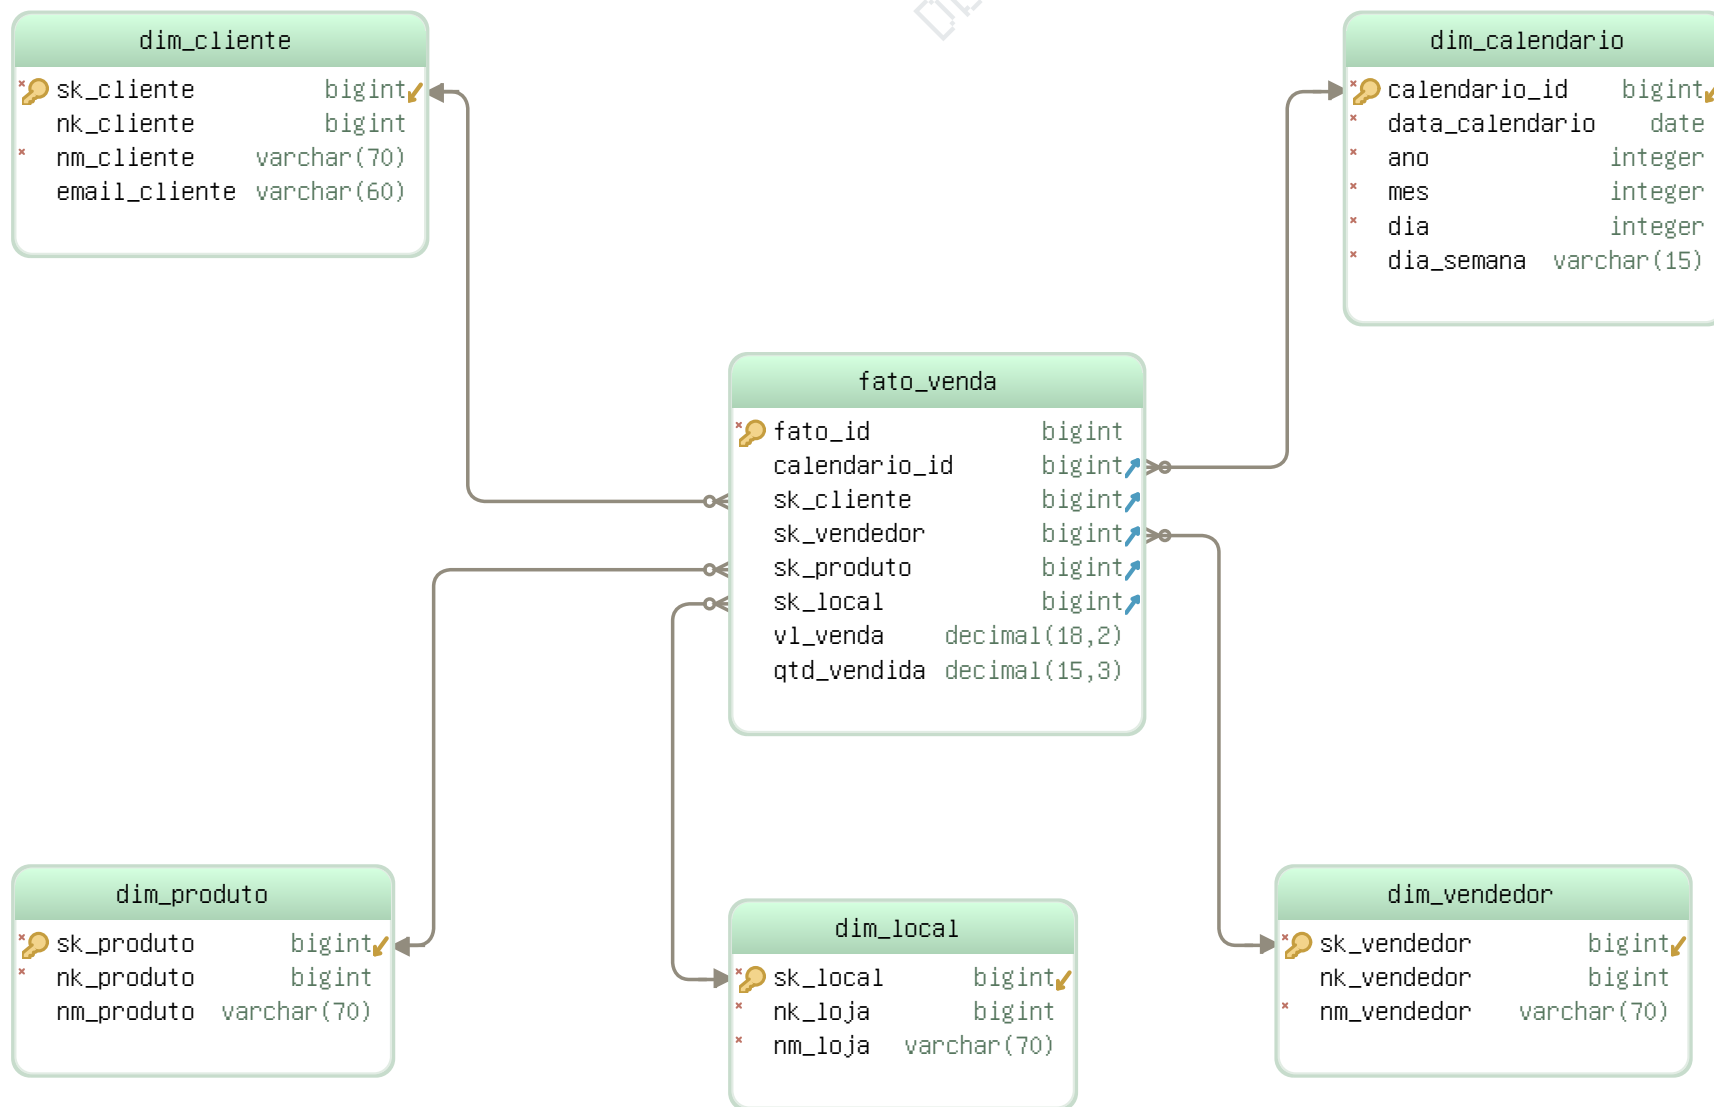 dim_cliente
sk_cliente bigint
nk_cliente bigint
nm_cliente varchar(70)
email_cliente varchar(60)
dim_calendario
calendario_id bigint
data_calendario date
ano integer
mes integer
dia integer
dia_semana varchar(15)
fato_venda
fato_id bigint
calendario_id bigint
sk_cliente bigint
sk_vendedor bigint
sk_produto bigint
sk_local bigint
vl_venda decimal(18,2)
qtd_vendida decimal(15,3)
dim_produto
sk_produto bigint
nk_produto bigint
nm_produto varchar(70)
dim_local
sk_local bigint
nk_loja bigint
nm_loja varchar(70)
dim_vendedor
sk_vendedor bigint
nk_vendedor bigint
nm_vendedor varchar(70)